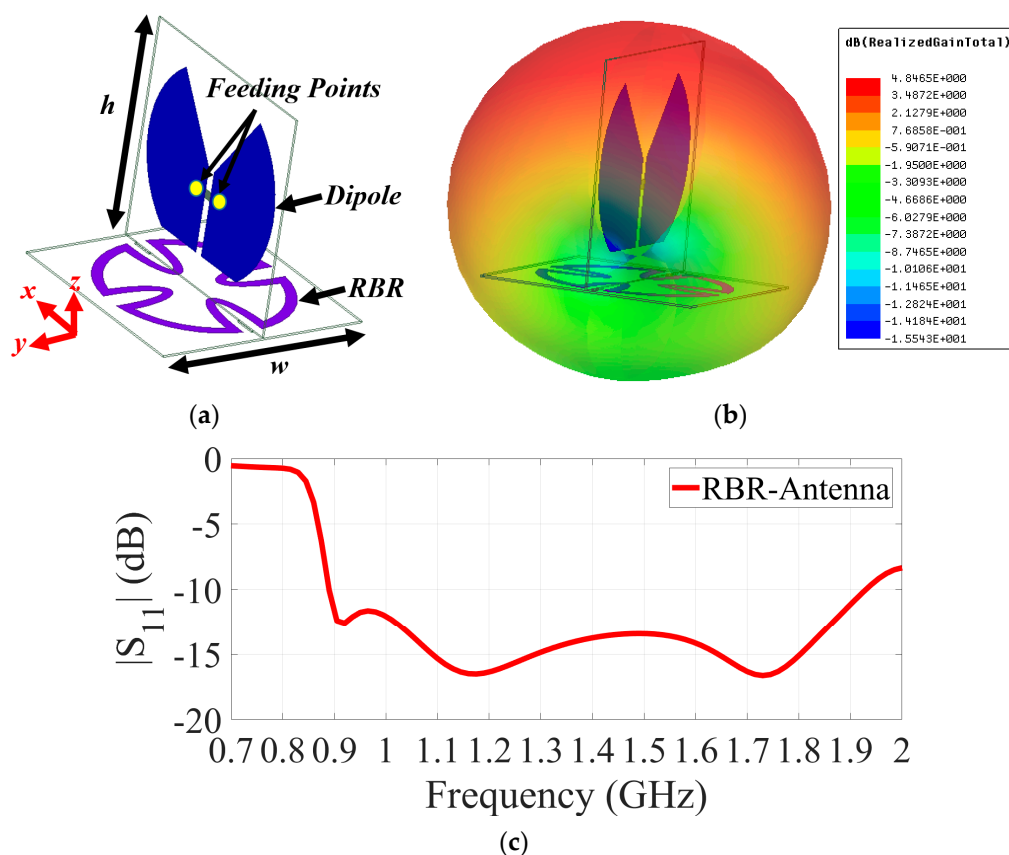 h
Feeding Points
Dipole
RBR
x
z
y
w
(a)
dB(RealizedGainTotal)
4.8465E+000
3.4872E+000
2.1279E+000
7.6858E-001
-5.9071E-001
-1.9500E+000
-3.3093E+000
-4.6686E+000
-6.0279E+000
-7.3872E+000
-8.7465E+000
-1.0106E+001
-1.1465E+001
-1.2824E+001
-1.4184E+001
-1.5543E+001
(b)
0
-5
-10
-15
-20
|S11| (dB)
RBR-Antenna
0.7 0.8 0.9 1 1.1 1.2 1.3 1.4 1.5 1.6 1.7 1.8 1.9 2
Frequency (GHz)
(c)